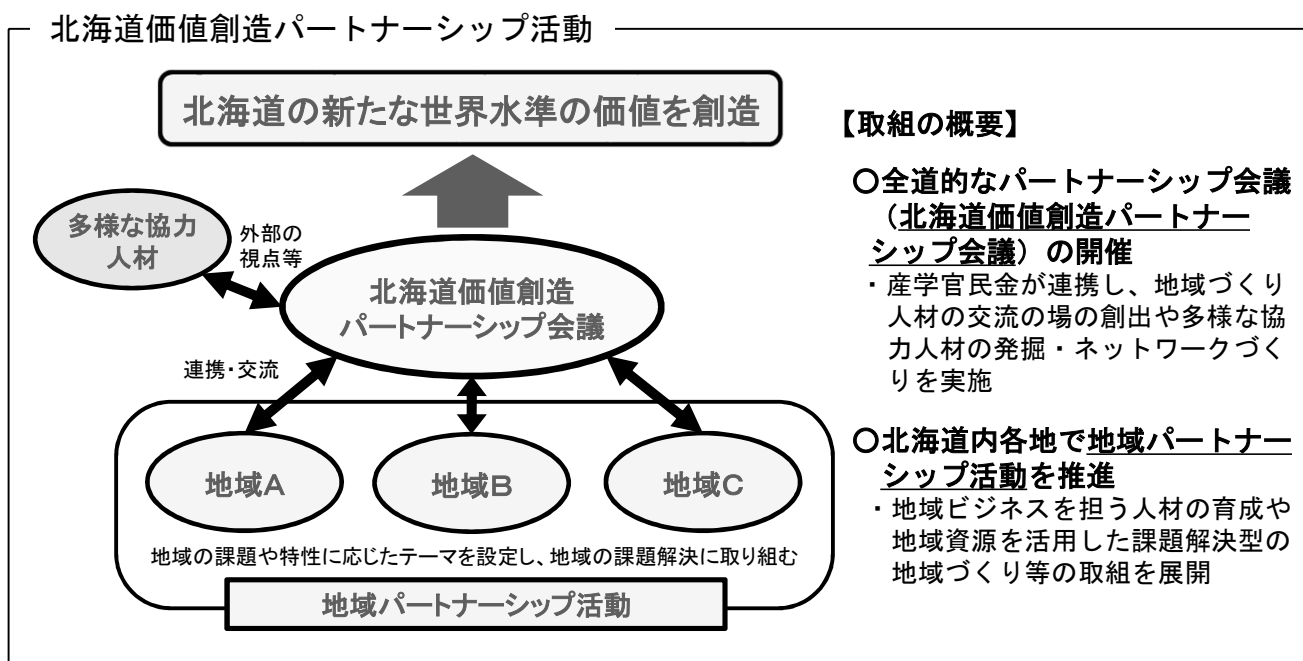 北海道価値創造パートナーシップ活動
北海道の新たな世界水準の価値を創造
多様な協力
人材
外部の
視点等
北海道価値創造
パートナーシップ会議
連携・交流
地域A
地域B
地域C
地域の課題や特性に応じたテーマを設定し、地域の課題解決に取り組む
地域パートナーシップ活動
【取組の概要】
〇全道的なパートナーシップ会議
（北海道価値創造パートナー
シップ会議）の開催
・産学官民金が連携し、地域づくり
人材の交流の場の創出や多様な協
力人材の発掘・ネットワークづく
りを実施
〇北海道内各地で地域パートナー
シップ活動を推進
・地域ビジネスを担う人材の育成や
地域資源を活用した課題解決型の
地域づくり等の取組を展開